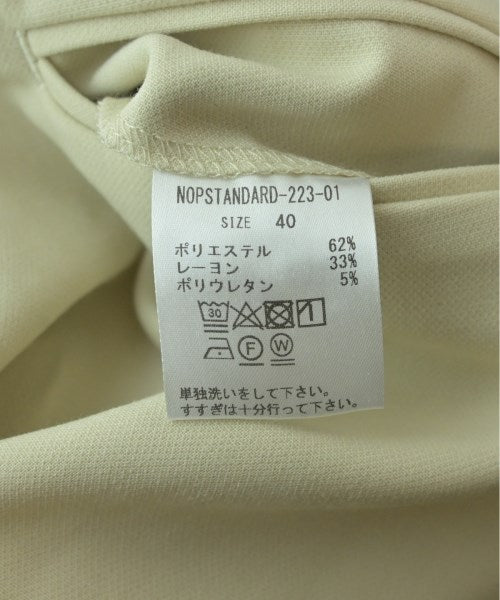 NOPSTANDARD-223-01
SIZE 40
ポリエステル 62%
レーヨン 33%
ポリウレタン 5%
30
F W
単独洗いをして下さい。
すすぎは十分行って下さい。